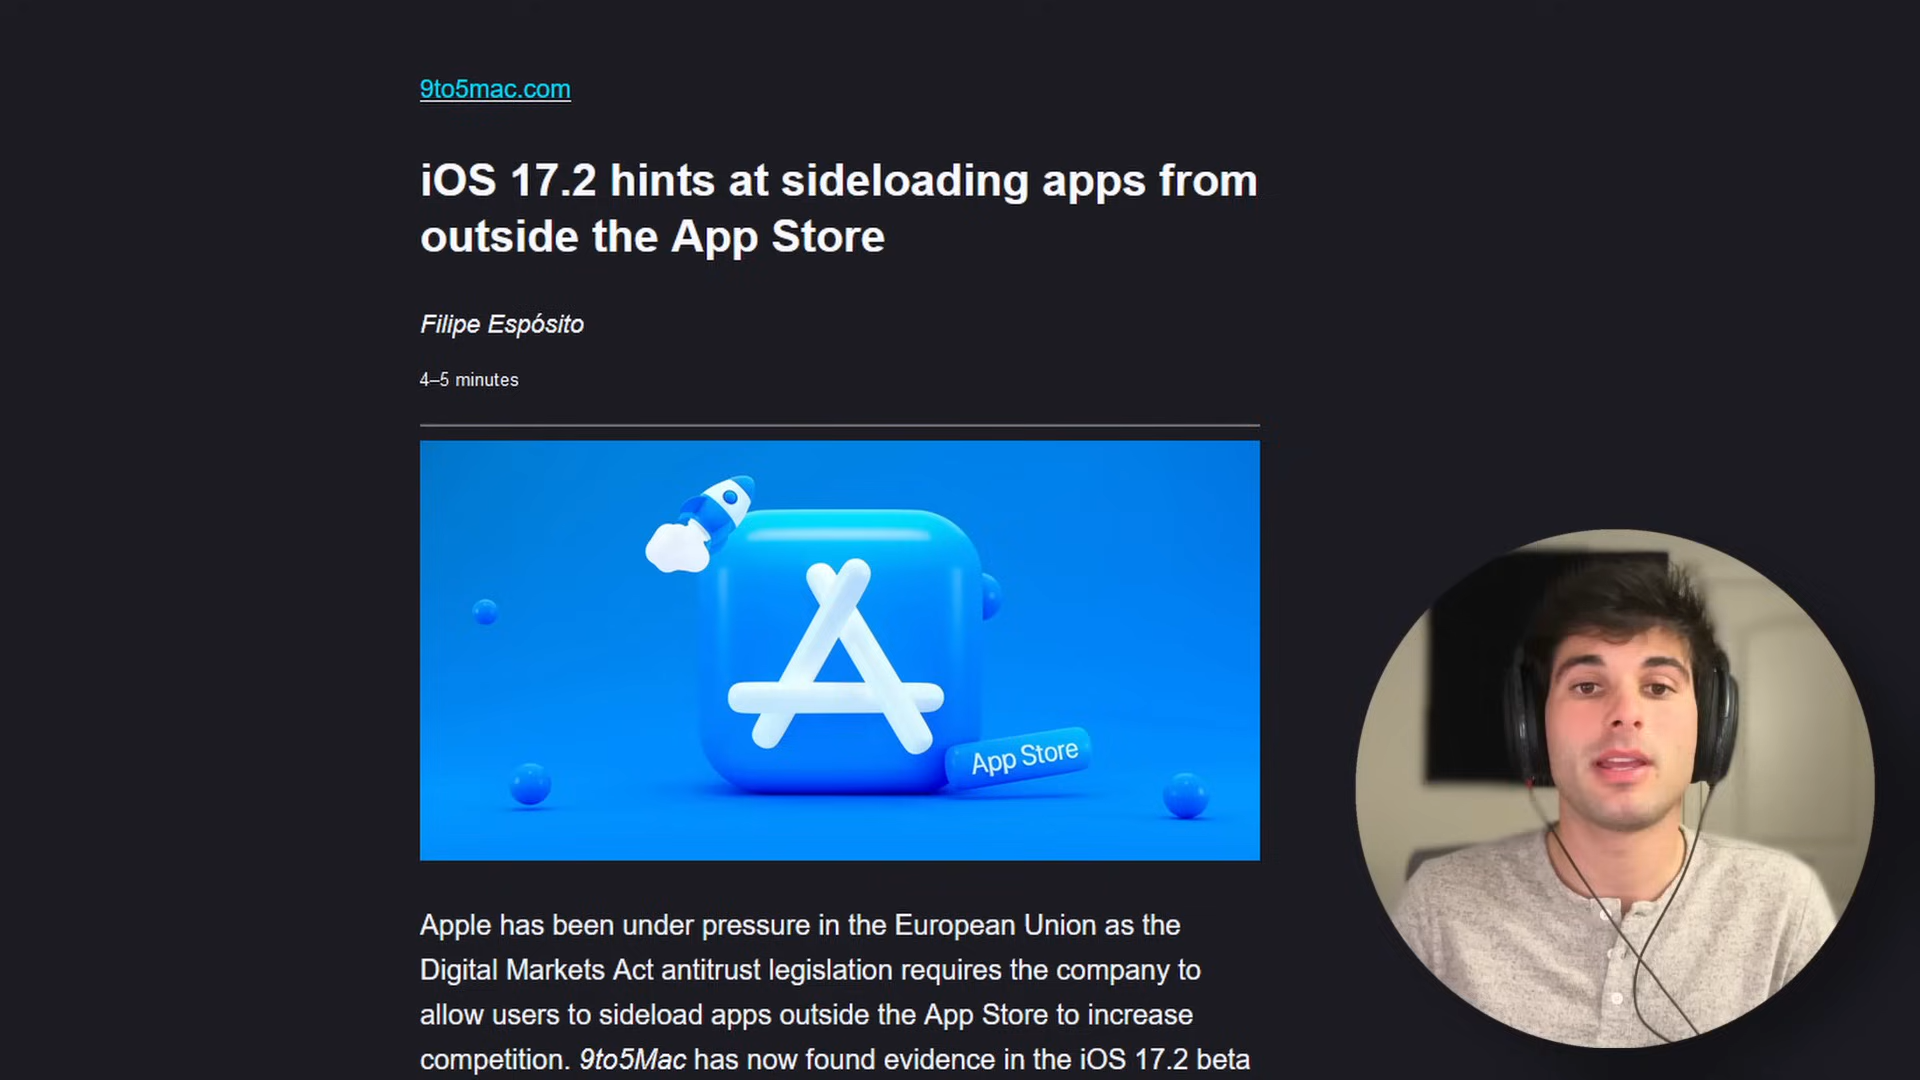 9to5mac.com
iOS 17.2 hints at sideloading apps from
outside the App Store
Filipe Espósito
4–5 minutes
App Store
Apple has been under pressure in the European Union as the
Digital Markets Act antitrust legislation requires the company to
allow users to sideload apps outside the App Store to increase
competition. 9to5Mac has now found evidence in the iOS 17.2 beta